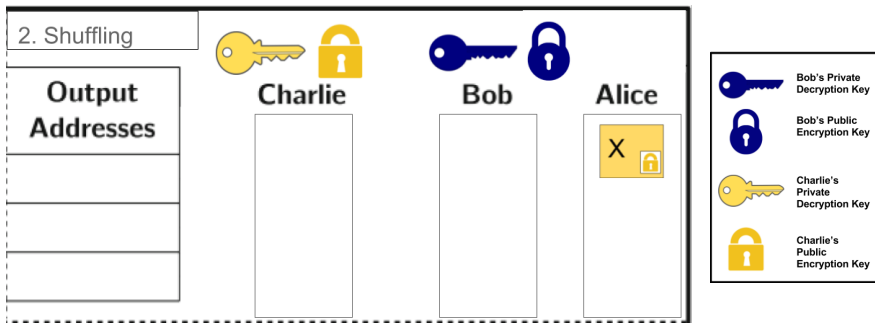 2. Shuffling
Output
Addresses
Charlie
Bob
Alice
X
Bob's Private
Decryption Key
Bob's Public
Encryption Key
Charlie's
Private
Decryption Key
Charlie's
Public
Encryption Key